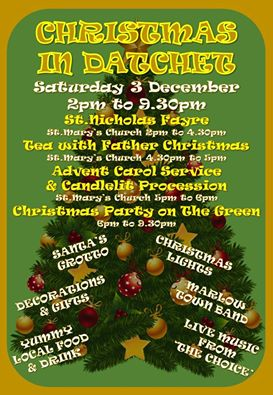 CHRISTMAS
IN DATCHET
Saturday 3 December
2pm to 9.30pm
St.Nicholas Fayre
St.Mary's Church 2pm to 4.30pm
Tea with Father Christmas
St.Mary's Church 4.30pm to 5pm
Advent Carol Service
& Candlelit Procession
St.Mary's Church 5pm to 6pm
Christmas Party on The Green
6pm to 9.30pm
SANTA'S
GROTTO
CHRISTMAS
LIGHTS
DECORATIONS
& GIFTS
MARLOW
TOWN BAND
YUMMY
LOCAL FOOD
& DRINK
LIVE MUSIC
FROM
'THE CHOICE'